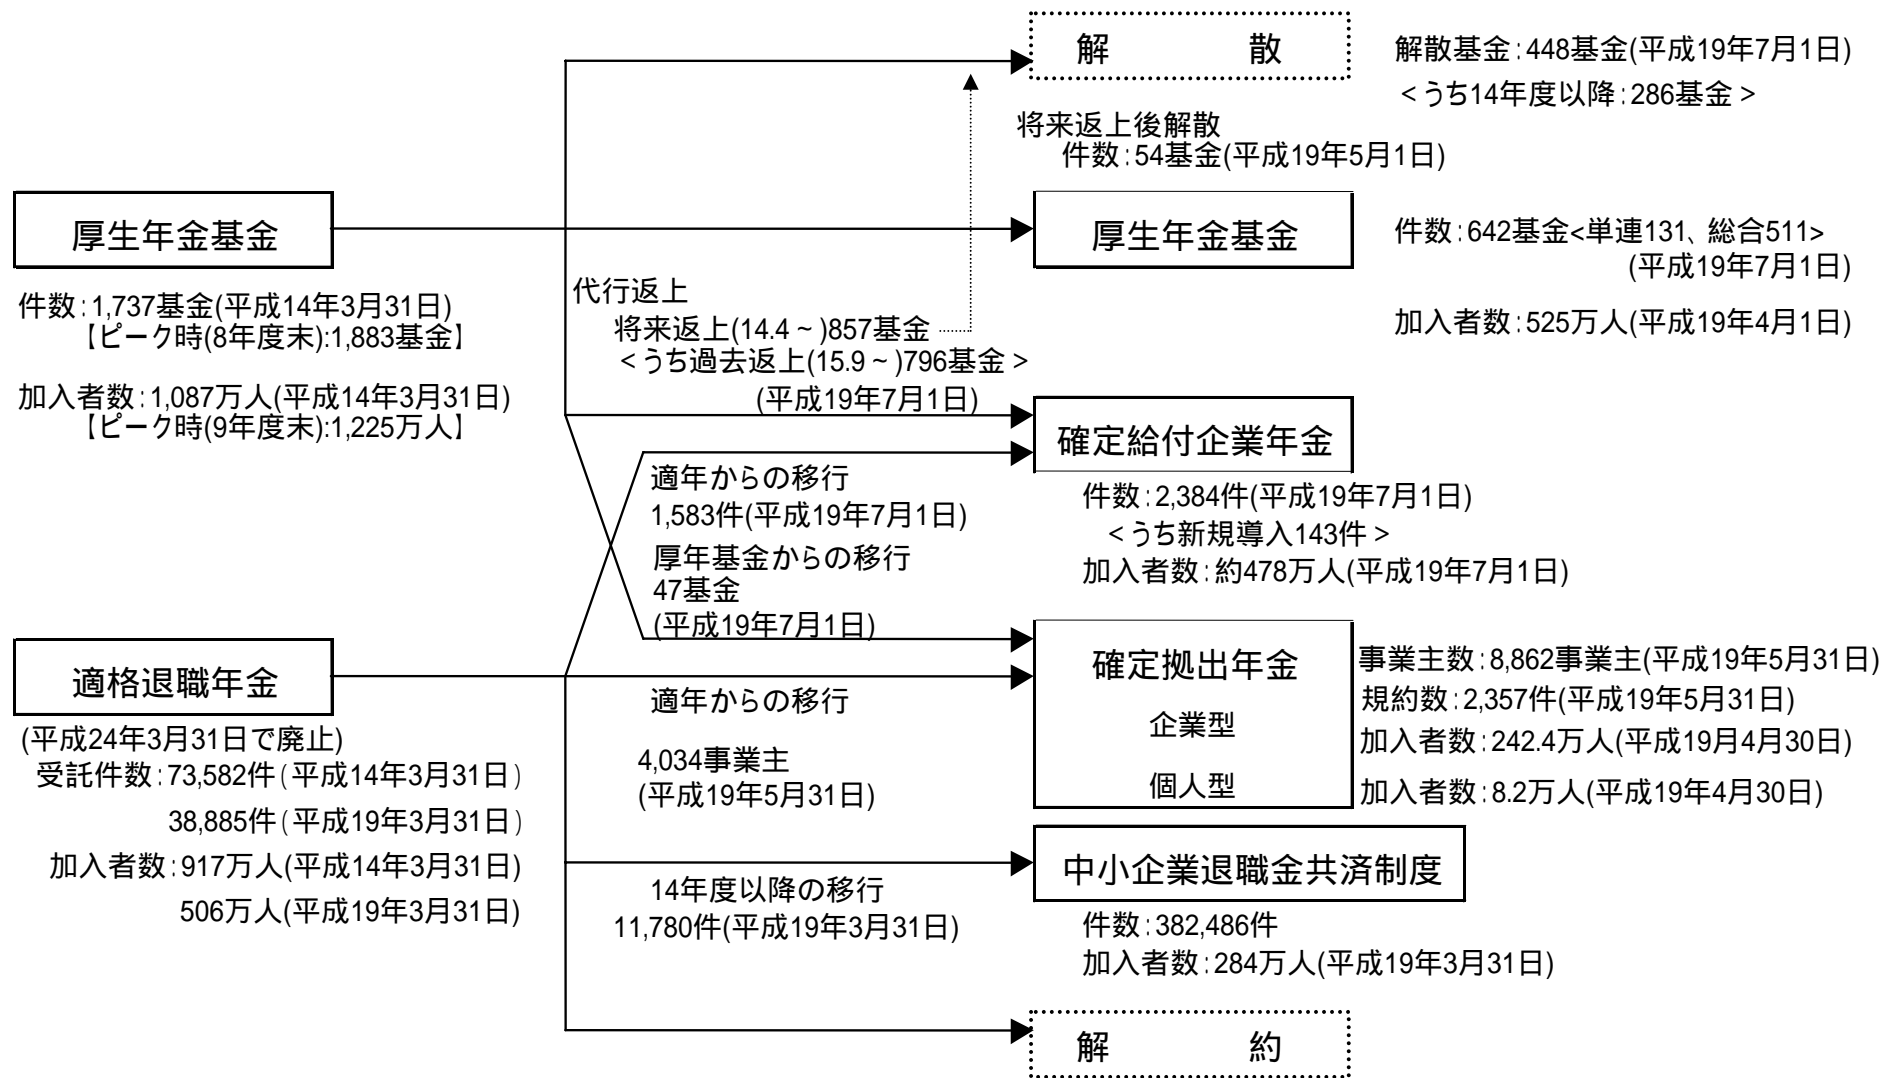 解　散
解散基金:448基金(平成19年7月1日)
<うち14年度以降:286基金>
将来返上後解散
件数:54基金(平成19年5月1日)
厚生年金基金
件数:1,737基金(平成14年3月31日)
【ピーク時(8年度末):1,883基金】
加入者数:1,087万人(平成14年3月31日)
【ピーク時(9年度末):1,225万人】
厚生年金基金
件数:642基金<単連131、総合511>
(平成19年7月1日)
加入者数:525万人(平成19年4月1日)
代行返上
将来返上(14.4~)857基金
<うち過去返上(15.9~)796基金>
(平成19年7月1日)
確定給付企業年金
件数:2,384件(平成19年7月1日)
<うち新規導入143件>
加入者数:約478万人(平成19年7月1日)
適年からの移行
1,583件(平成19年7月1日)
厚年基金からの移行
47基金
(平成19年7月1日)
適格退職年金
(平成24年3月31日で廃止)
受託件数:73,582件(平成14年3月31日)
38,885件(平成19年3月31日)
加入者数:917万人(平成14年3月31日)
506万人(平成19年3月31日)
適年からの移行
4,034事業主
(平成19年5月31日)
確定拠出年金
企業型
個人型
事業主数:8,862事業主(平成19年5月31日)
規約数:2,357件(平成19年5月31日)
加入者数:242.4万人(平成19月4月30日)
加入者数:8.2万人(平成19年4月30日)
14年度以降の移行
11,780件(平成19年3月31日)
中小企業退職金共済制度
件数:382,486件
加入者数:284万人(平成19年3月31日)
解　約